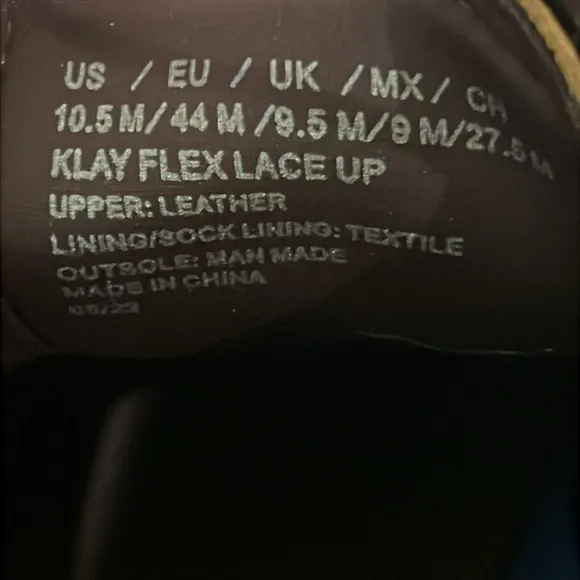 US / EU / UK / MX / CH
10.5 M/ 44 M /9.5 M/9 M/27.5
KLAY FLEX LACE UP
UPPER: LEATHER
LINING/SOCK LINING: TEXTILE
OUTSOLE: MAN MADE
MADE IN CHINA